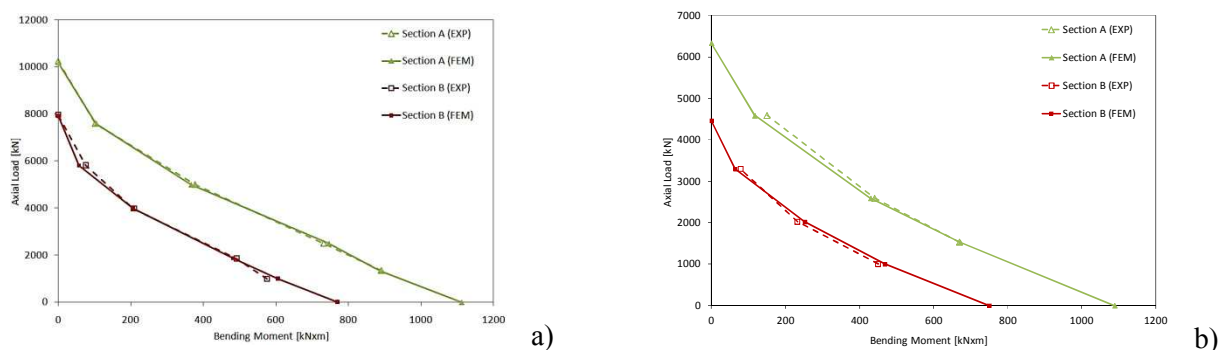 12000
10000
8000
6000
4000
2000
0
Axial Load [kN]
0 200 400 600 800 1000 1200
Bending Moment [kNxm]
Section A (EXP)
Section A (FEM)
Section B (EXP)
Section B (FEM)
a)
7000
6000
5000
4000
3000
2000
1000
0
Axial Load [kN]
0 200 400 600 800 1000 1200
Bending Moment [kNxm]
Section A (EXP)
Section A (FEM)
Section B (EXP)
Section B (FEM)
b)